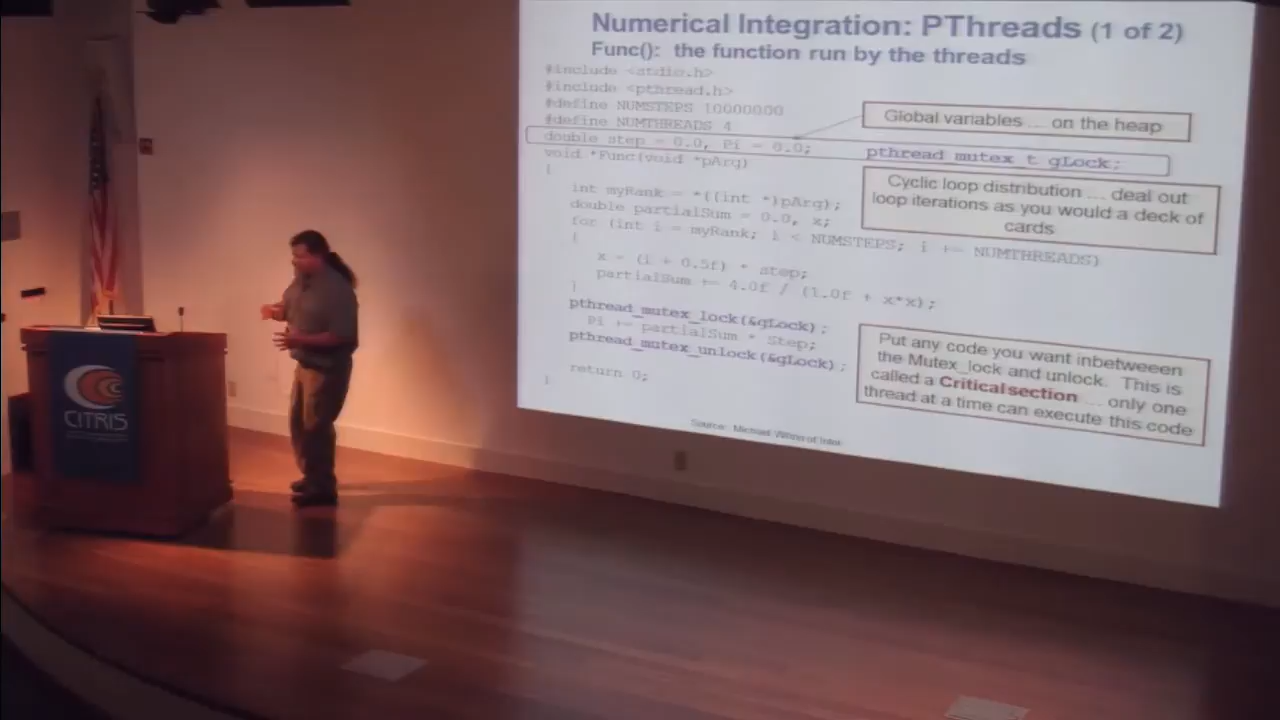 Numerical Integration: PThreads (1 of 2)
Func(): the function run by the threads
#include <stdio.h>
#include <pthread.h>
#define NUMSTEPS 10000000
#define NUMTHREADS 4
double step = 0.0, Pi = 0.0;
pthread_mutex_t gLock;
Global variables ... on the heap
void *Func(void *pArg)
{
int myRank = *((int *)pArg);
double partialSum = 0.0, x;
for (int i = myRank; i < NUMSTEPS; i += NUMTHREADS)
{
x = (i + 0.5f) * step;
partialSum += 4.0f / (1.0f + x*x);
}
pthread_mutex_lock(&gLock);
Pi += partialSum * Step;
pthread_mutex_unlock(&gLock);
return 0;
}
Cyclic loop distribution ... deal out
loop iterations as you would a deck of
cards
Put any code you want inbetweeen
the Mutex_lock and unlock. This is
called a Critical section ... only one
thread at a time can execute this code
Source: Michael of Intel
CITRIS